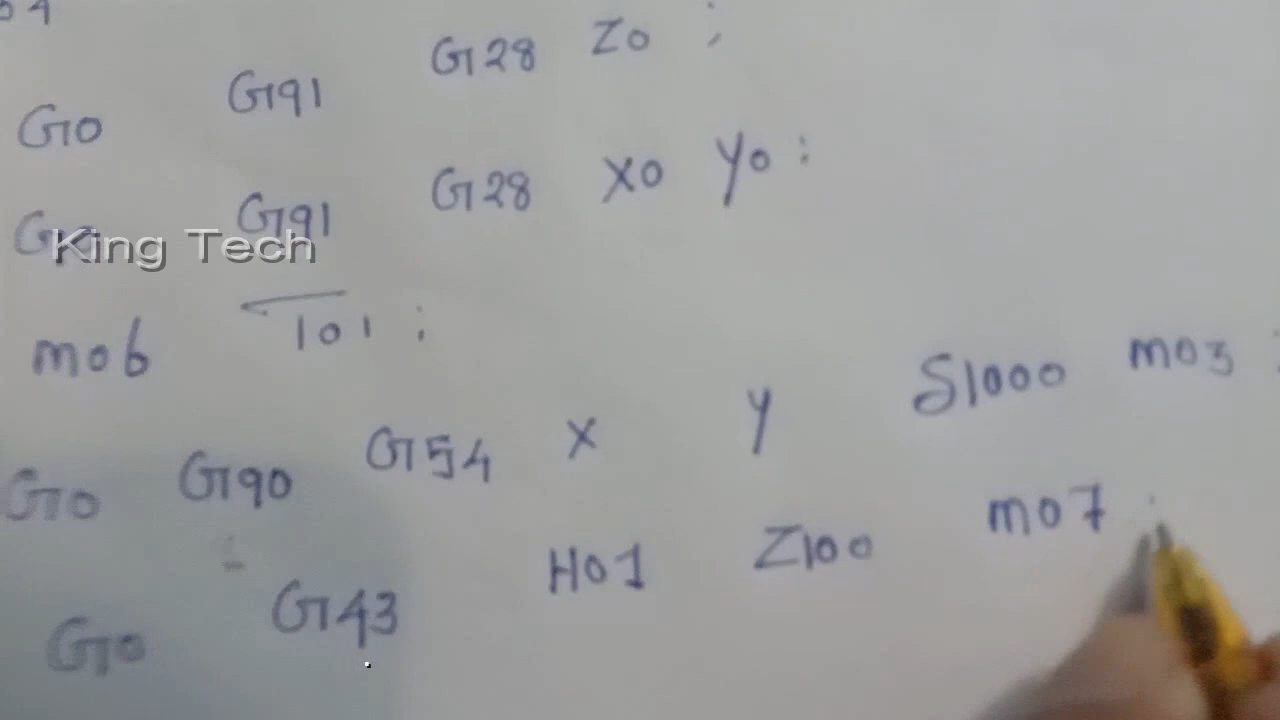 G0 G91 G28 Z0 ;
G0 G91 G28 X0 Y0 ;
King Tech
m06 T01 ;
G0 G90 G54 X Y S1000 m03 ;
G0 G43 H01 Z100 m07 ;